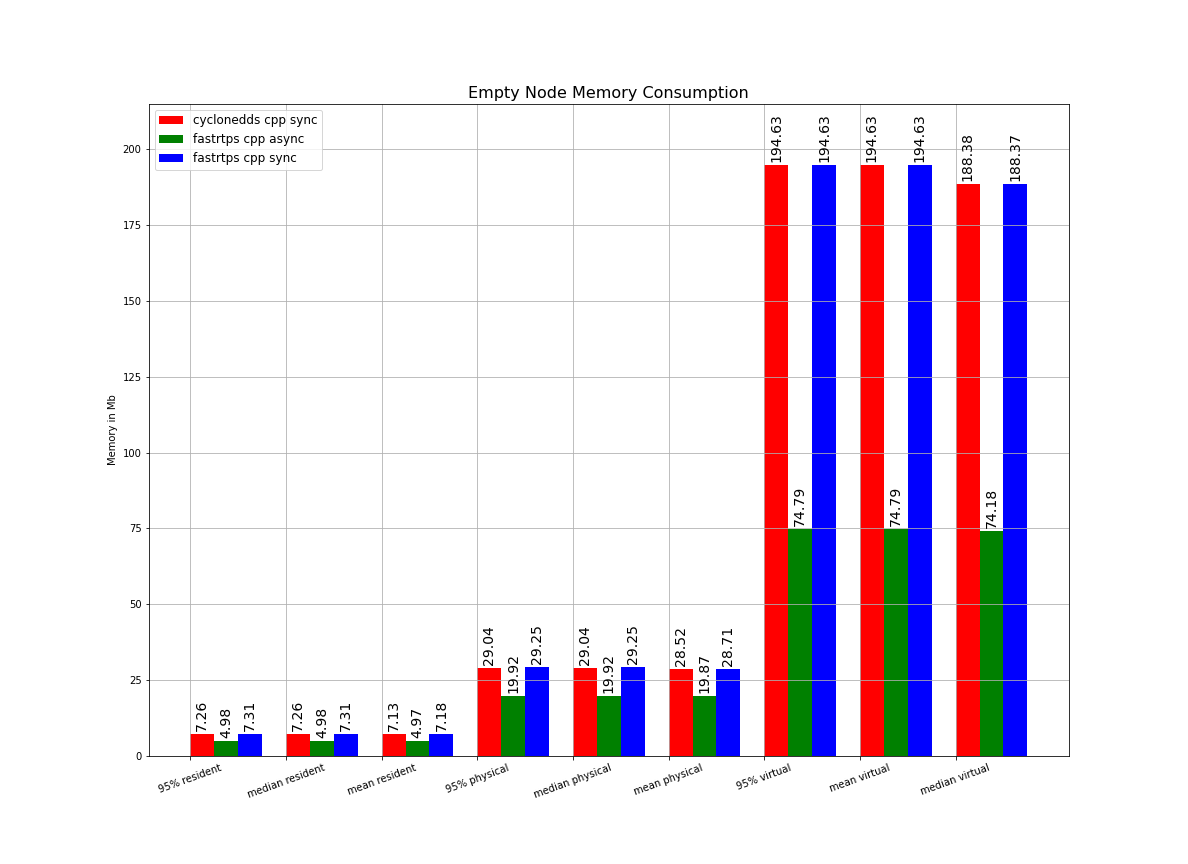 Empty Node Memory Consumption
cyclonedds cpp sync
fastrtps cpp async
fastrtps cpp sync
Memory in Mb
200
175
150
125
100
75
50
25
0
7.26
4.98
7.31
7.26
4.98
7.31
7.13
4.97
7.18
29.04
19.92
29.25
29.04
19.92
29.25
28.52
19.87
28.71
194.63
74.79
194.63
194.63
74.79
194.63
188.38
74.18
188.37
95% resident
median resident
mean resident
95% physical
median physical
mean physical
95% virtual
mean virtual
median virtual